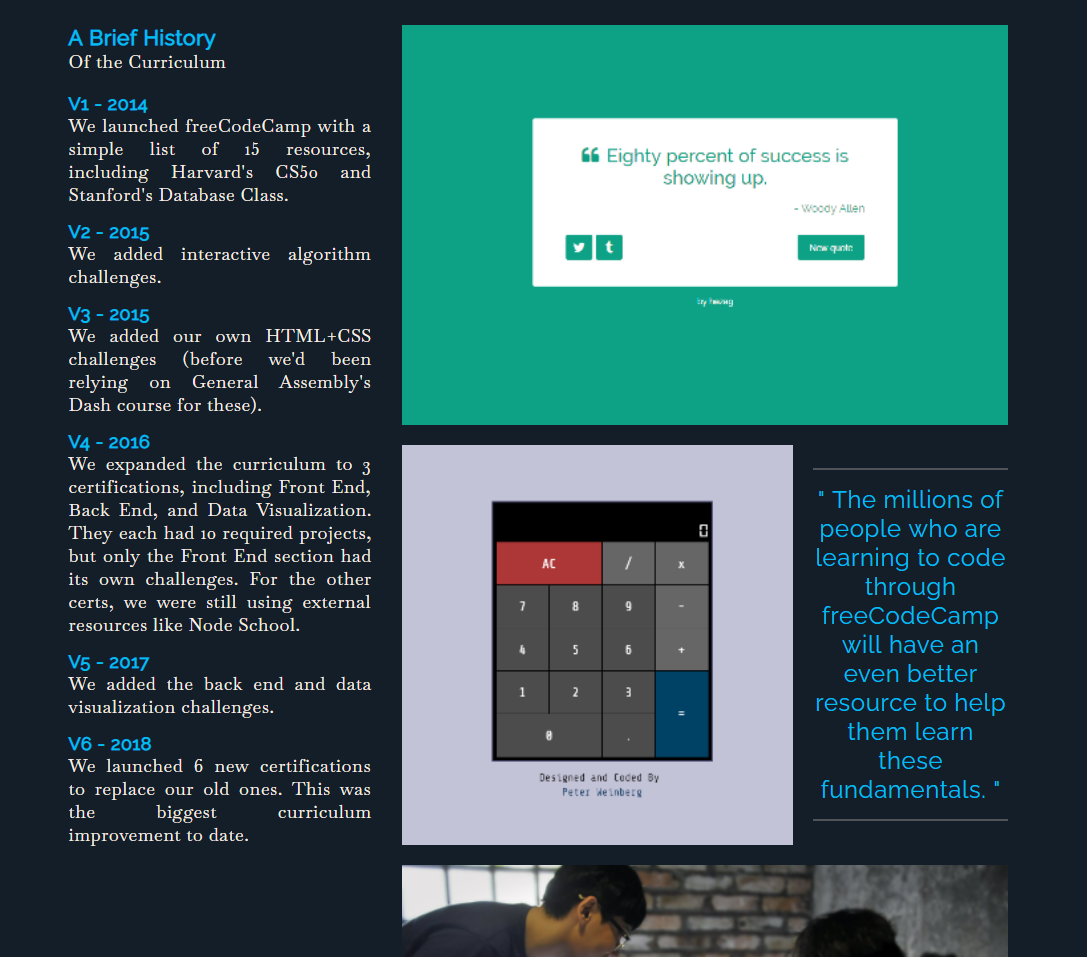 A Brief History
Of the Curriculum
V1 - 2014
We launched freeCodeCamp with a
simple list of 15 resources,
including Harvard's CS50 and
Stanford's Database Class.
V2 - 2015
We added interactive algorithm
challenges.
V3 - 2015
We added our own HTML+CSS
challenges (before we'd been
relying on General Assembly's
Dash course for these).
V4 - 2016
We expanded the curriculum to 3
certifications, including Front End,
Back End, and Data Visualization.
They each had 10 required projects,
but only the Front End section had
its own challenges. For the other
certs, we were still using external
resources like Node School.
V5 - 2017
We added the back end and data
visualization challenges.
V6 - 2018
We launched 6 new certifications
to replace our old ones. This was
the biggest curriculum
improvement to date.
“ Eighty percent of success is
showing up.
- Woody Allen
t
New quote
by hezag
0
AC / x
7 8 9 -
4 5 6 +
1 2 3 =
0 .
Designed and Coded By
Peter Weinberg
" The millions of
people who are
learning to code
through
freeCodeCamp
will have an
even better
resource to help
them learn
these
fundamentals. "